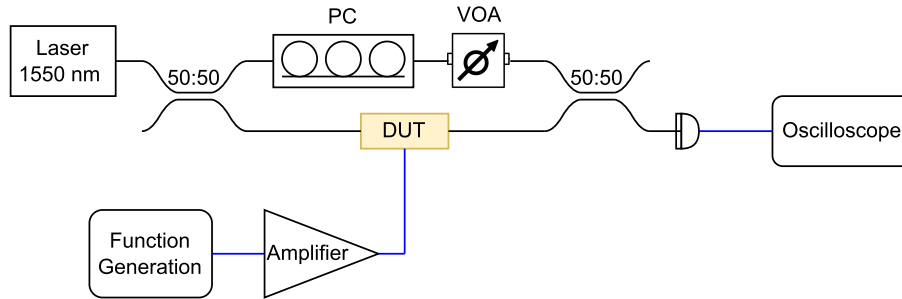 PC
VOA
Laser
1550 nm
50:50
50:50
DUT
Oscilloscope
Function
Generation
Amplifier